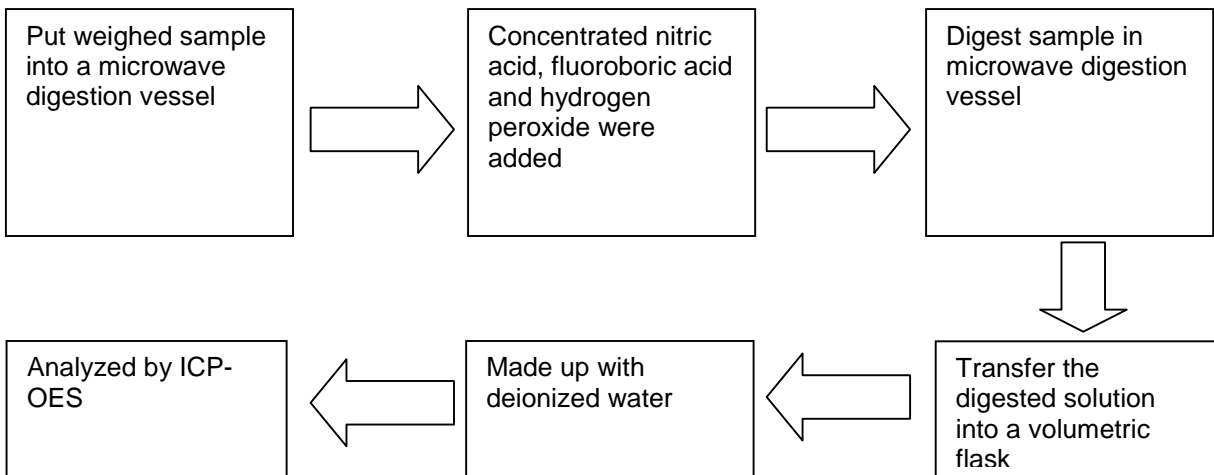 Put weighed sample
into a microwave
digestion vessel
Concentrated nitric
acid, fluoroboric acid
and hydrogen
peroxide were
added
Digest sample in
microwave digestion
vessel
Transfer the
digested solution
into a volumetric
flask
Made up with
deionized water
Analyzed by ICP-
OES